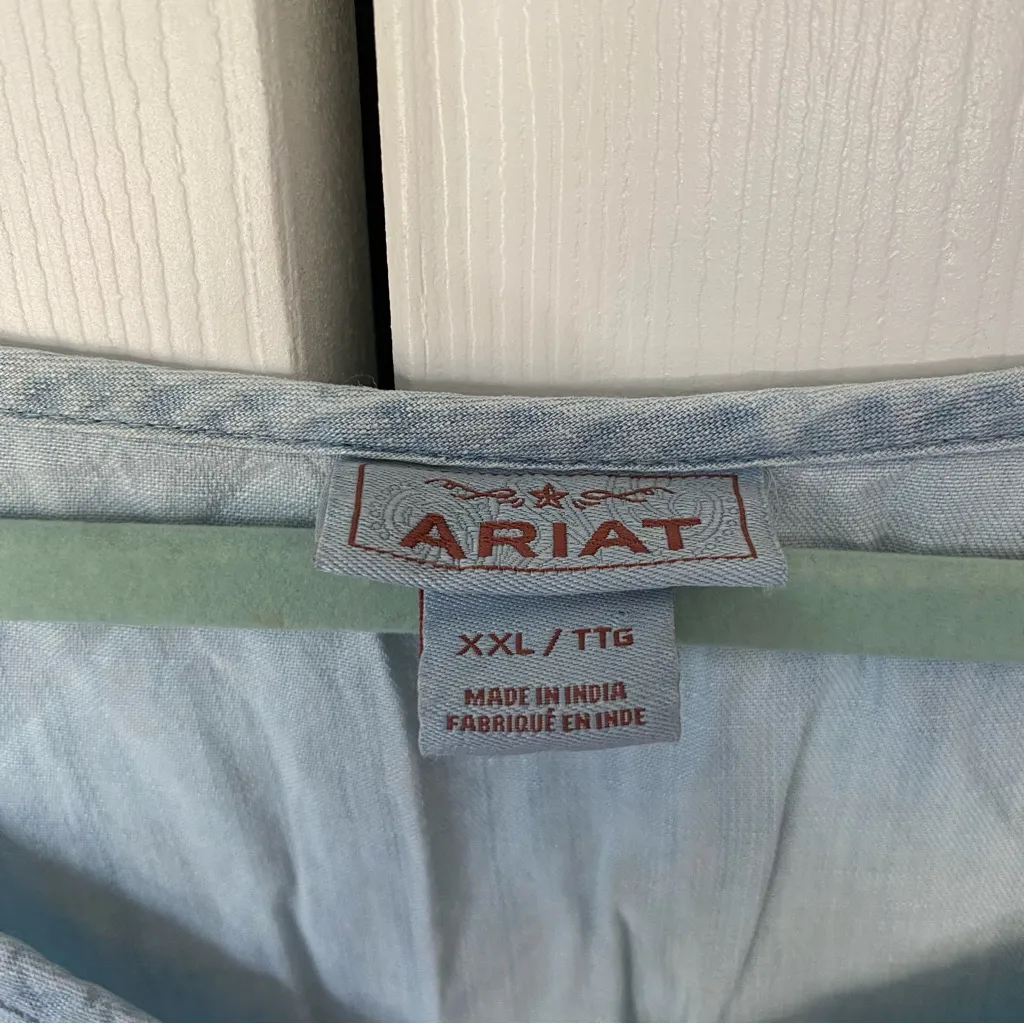 ARIAT
XXL / TTG
MADE IN INDIA
FABRIQUÉ EN INDE